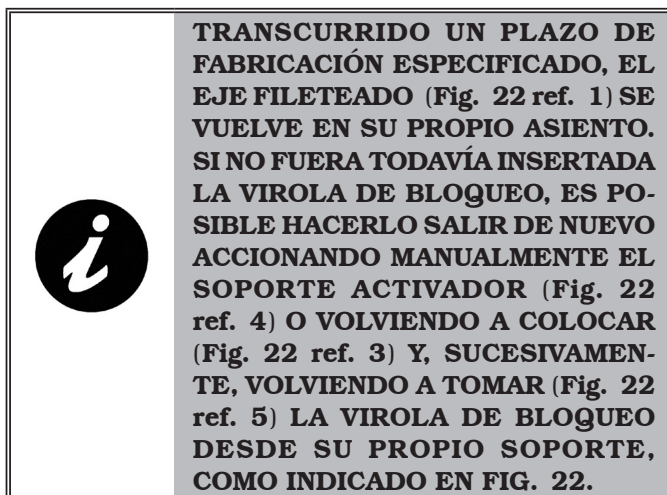 TRANSCURRIDO UN PLAZO DE
FABRICACIÓN ESPECIFICADO, EL
EJE FILETEADO (Fig. 22 ref. 1) SE
VUELVE EN SU PROPIO ASIENTO.
SI NO FUERA TODAVÍA INSERTADA
LA VIROLA DE BLOQUEO, ES PO-
SIBLE HACERLO SALIR DE NUEVO
ACCIONANDO MANUALMENTE EL
SOPORTE ACTIVADOR (Fig. 22
ref. 4) O VOLVIENDO A COLOCAR
(Fig. 22 ref. 3) Y, SUCESIVAMEN-
TE, VOLVIENDO A TOMAR (Fig. 22
ref. 5) LA VIROLA DE BLOQUEO
DESDE SU PROPIO SOPORTE,
COMO INDICADO EN FIG. 22.
i